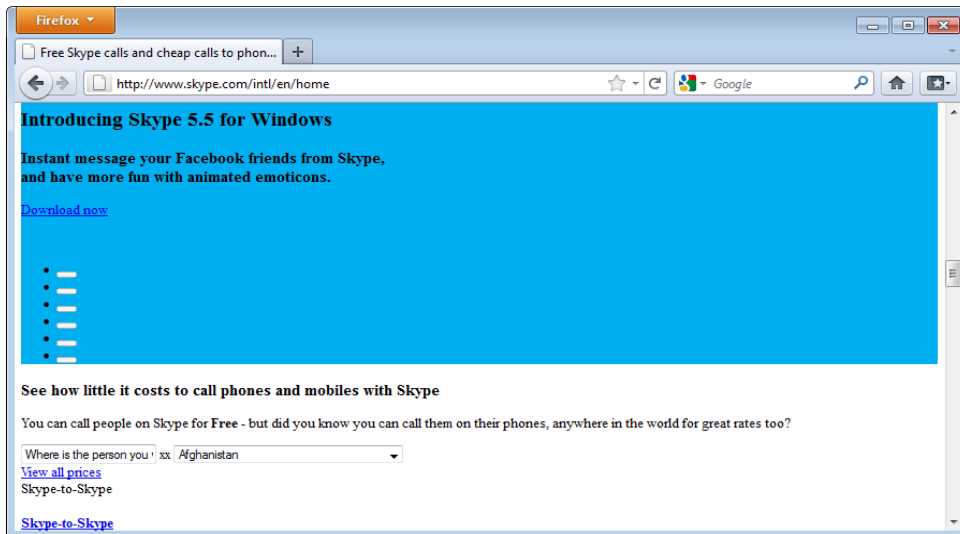 Firefox
Free Skype calls and cheap calls to phon...
http://www.skype.com/intl/en/home
Google
Introducing Skype 5.5 for Windows
Instant message your Facebook friends from Skype,
and have more fun with animated emoticons.
Download now
See how little it costs to call phones and mobiles with Skype
You can call people on Skype for Free - but did you know you can call them on their phones, anywhere in the world for great rates too?
Where is the person you xx Afghanistan
View all prices
Skype-to-Skype
Skype-to-Skype